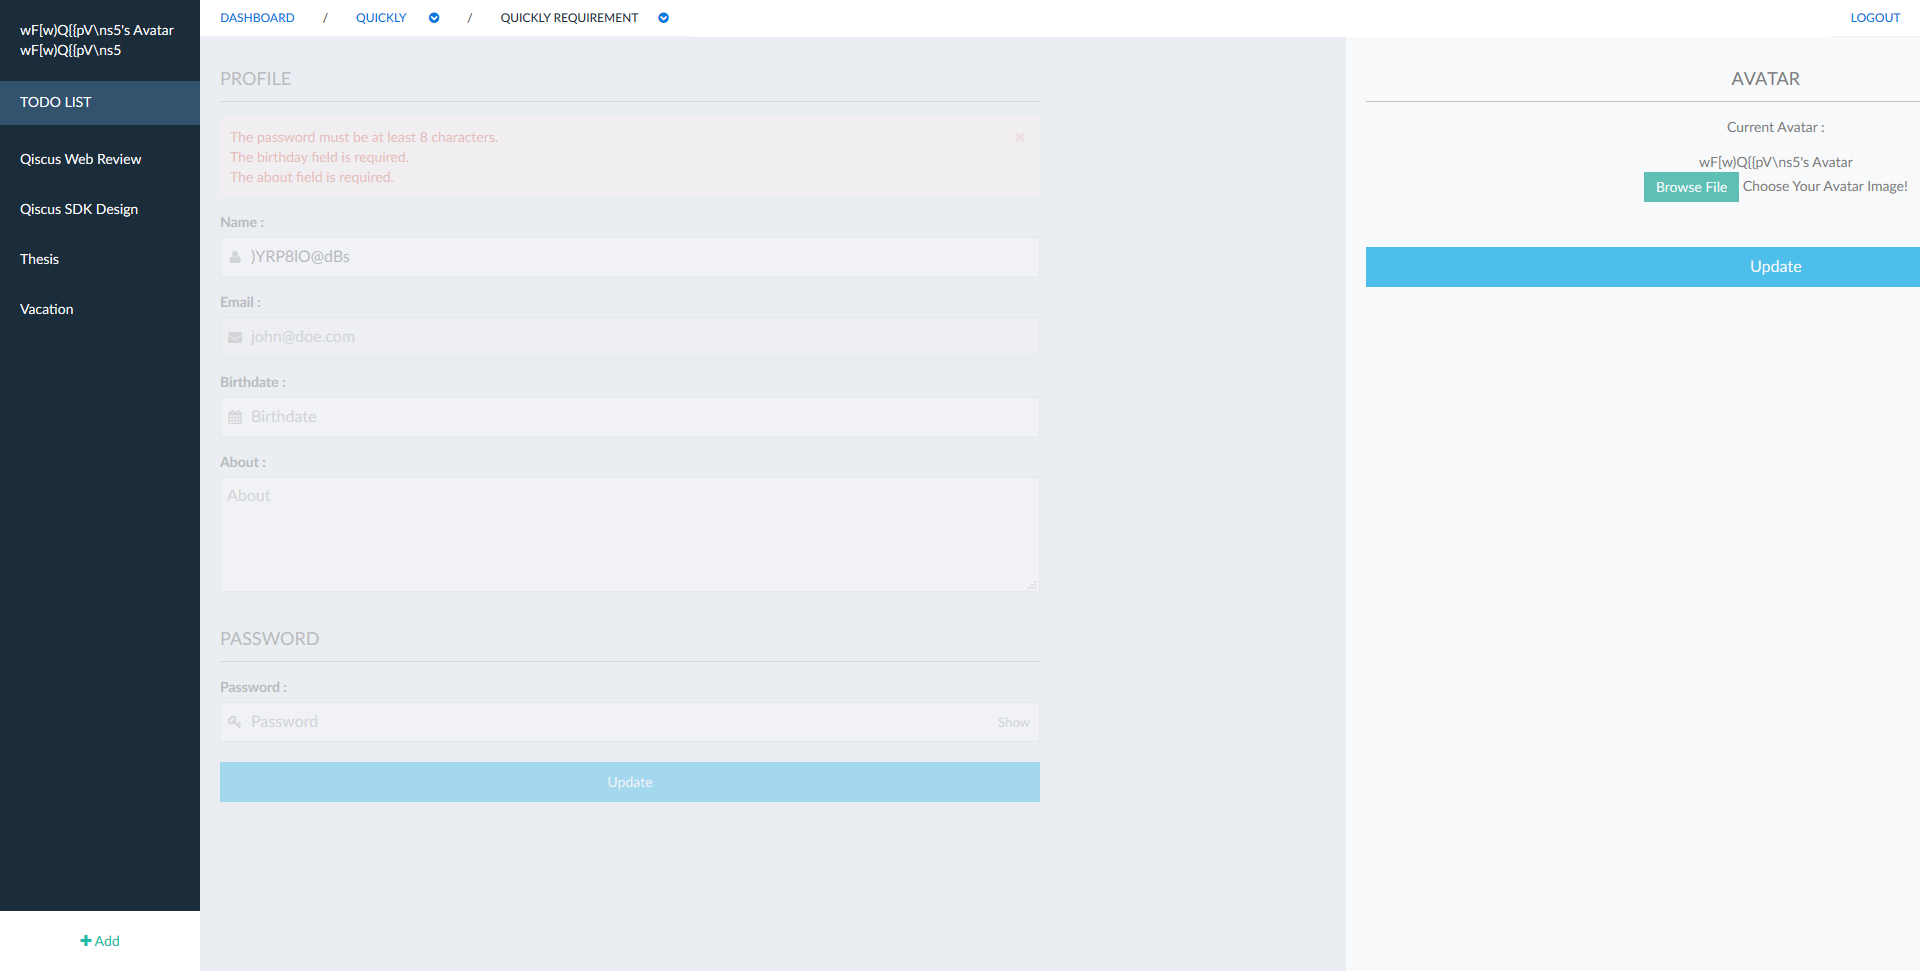 wF[w)Q{{pV\ns5's Avatar
wF[w)Q{{pV\ns5
TODO LIST
Qiscus Web Review
Qiscus SDK Design
Thesis
Vacation
+ Add
DASHBOARD / QUICKLY / QUICKLY REQUIREMENT
LOGOUT
PROFILE
The password must be at least 8 characters.
The birthday field is required.
The about field is required.
Name :
)YRP8lO@dBs
Email :
john@doe.com
Birthdate :
Birthdate
About :
About
PASSWORD
Password :
Password Show
Update
AVATAR
Current Avatar :
wF[w)Q{{pV\ns5's Avatar
Browse File Choose Your Avatar Image!
Update